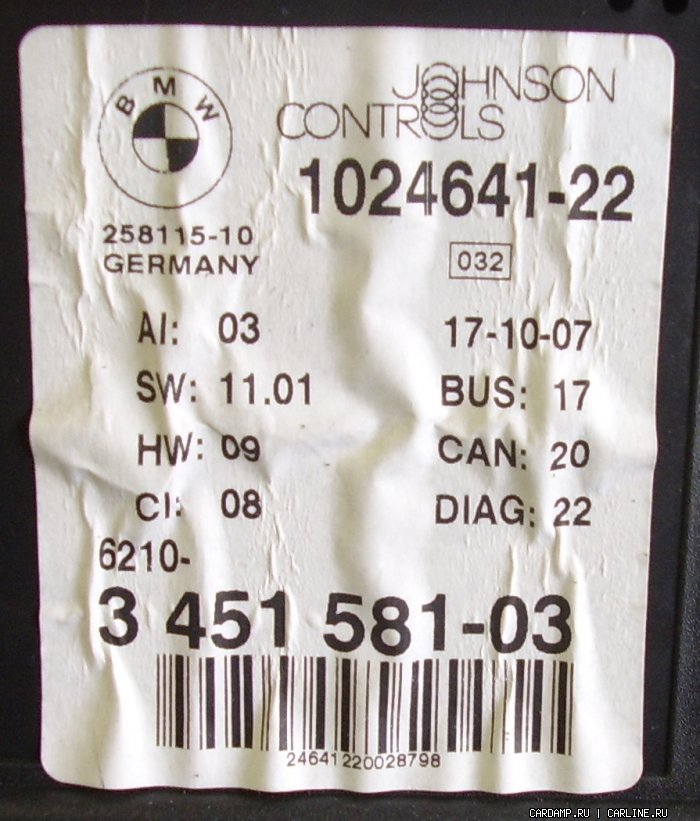 BMW
JOHNSON
CONTROLS
1024641-22
258115-10
GERMANY
032
AI: 03
17-10-07
SW: 11.01
BUS: 17
HW: 09
CAN: 20
CI: 08
DIAG: 22
6210-
3 451 581-03
24641220028798
CARDAMP.RU | CARLINE.RU